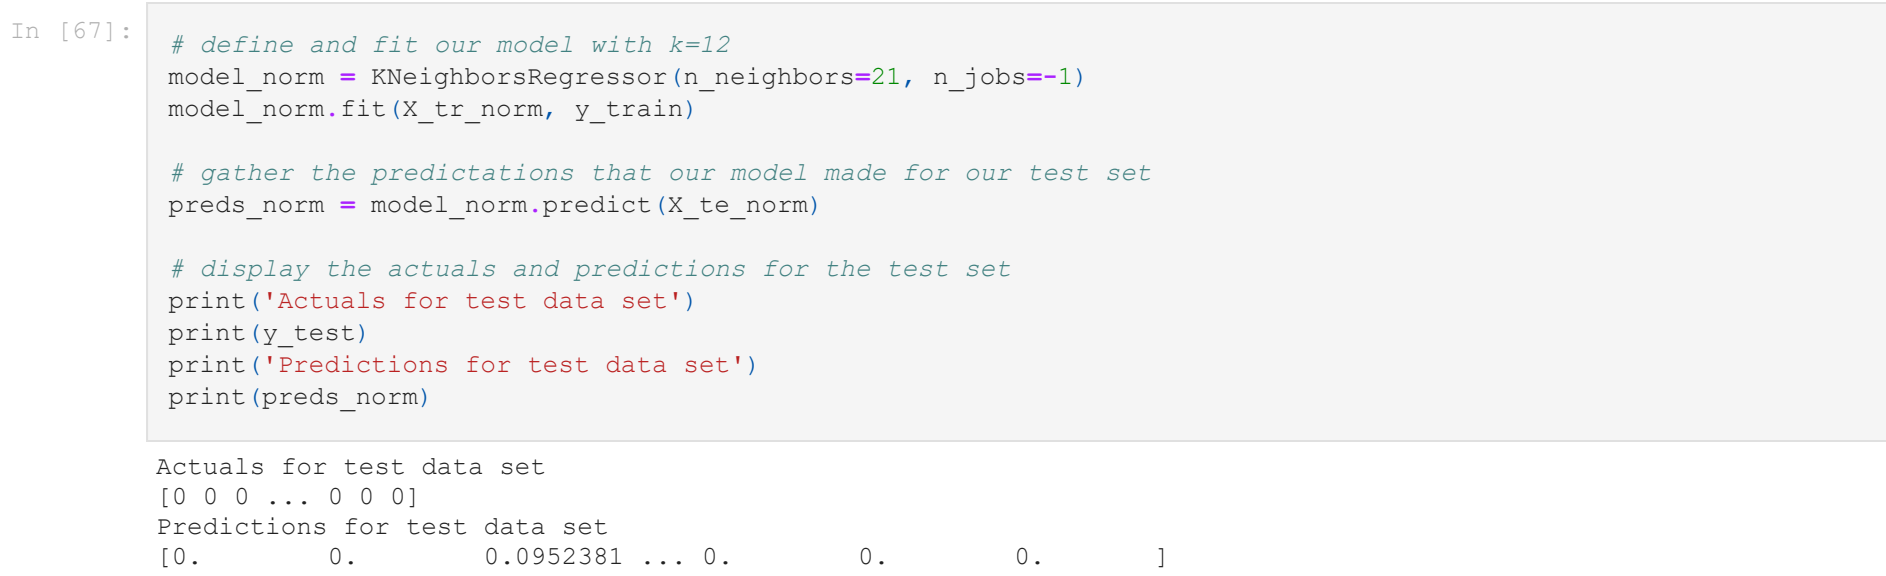 In [67]:
# define and fit our model with k=12
model_norm = KNeighborsRegressor(n_neighbors=21, n_jobs=-1)
model_norm.fit(X_tr_norm, y_train)
# gather the predictations that our model made for our test set
preds_norm = model_norm.predict(X_te_norm)
# display the actuals and predictions for the test set
print('Actuals for test data set')
print(y_test)
print('Predictions for test data set')
print(preds_norm)
Actuals for test data set
[0 0 0 ... 0 0 0]
Predictions for test data set
[0.        0.        0.0952381 ... 0.        0.        0.       ]